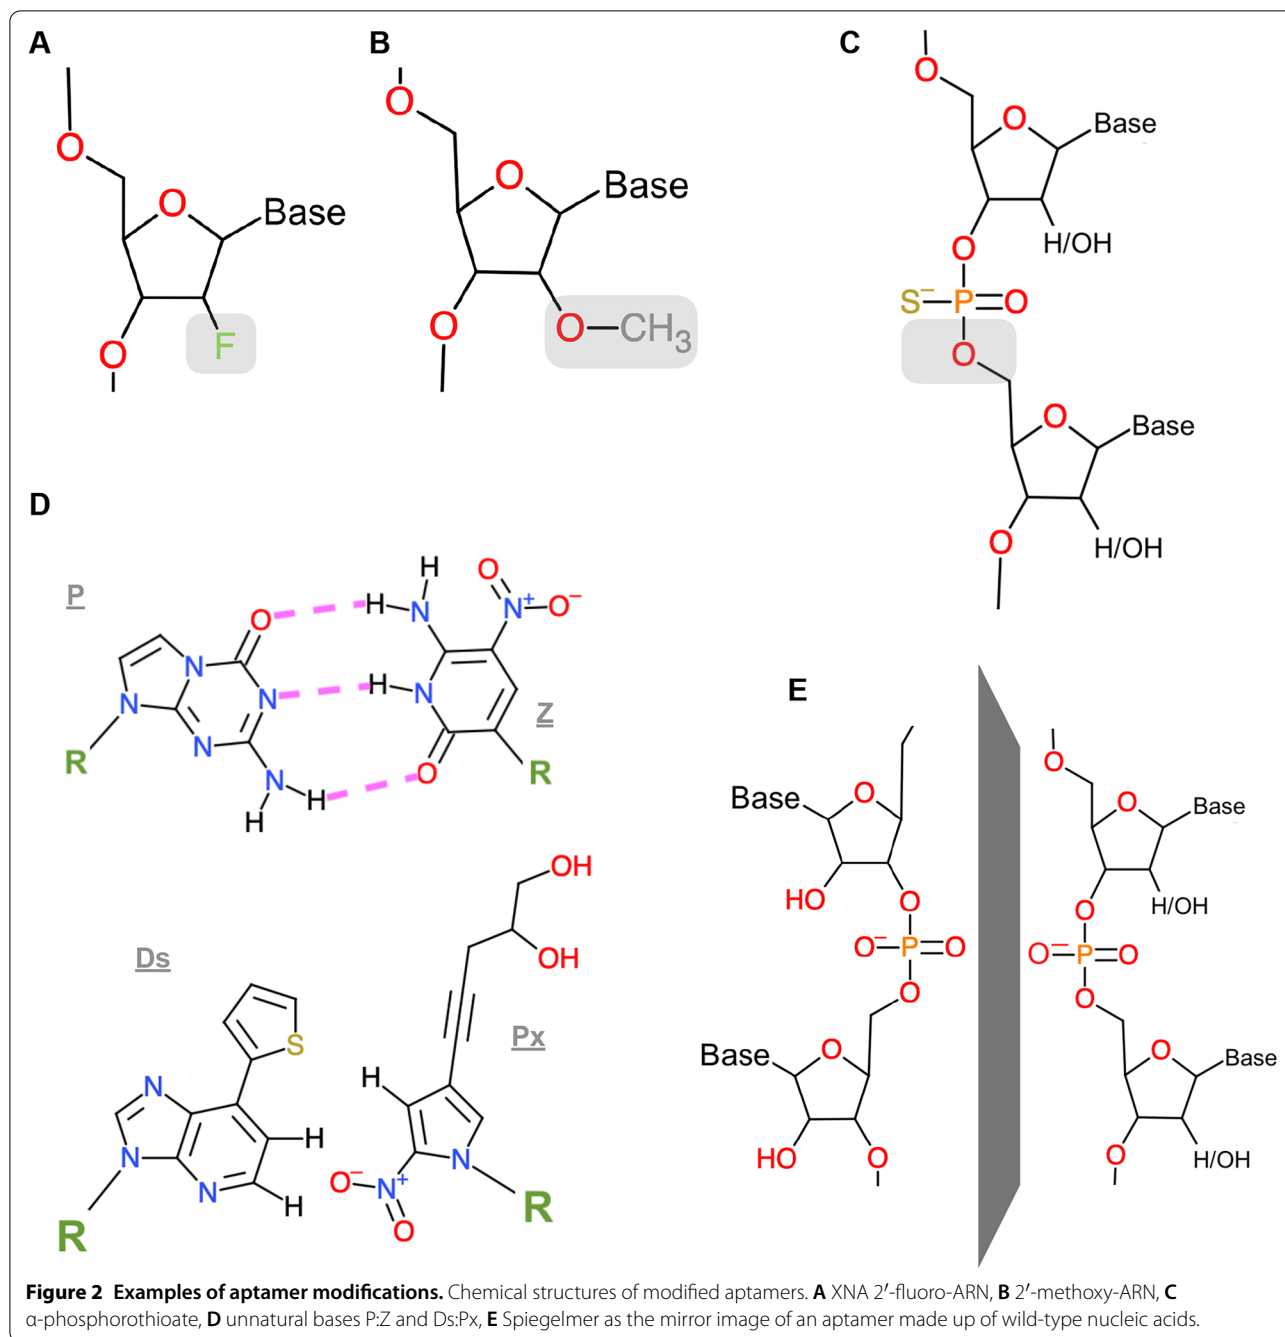 A
B
C
O
O
Base
O
F
O
O
Base
O
O—CH3
O
O
Base
H/OH
O
S− P O
O
O
Base
H/OH
O
D
P
O
N
N
N
N
R
N
H
H
H
H
N
O
N+
O−
H
N
Z
O
R
Ds
S
N
N
N
H
H
R
OH
OH
Px
H
N
O−
N+
O
R
E
Base
O
HO
O
O− P O
O
Base
O
HO
O
O
O
Base
H/OH
O
O− P O
O
O
Base
H/OH
O
Figure 2 Examples of aptamer modifications. Chemical structures of modified aptamers. A XNA 2′-fluoro-ARN, B 2′-methoxy-ARN, C
α-phosphorothioate, D unnatural bases P:Z and Ds:Px, E Spiegelmer as the mirror image of an aptamer made up of wild-type nucleic acids.